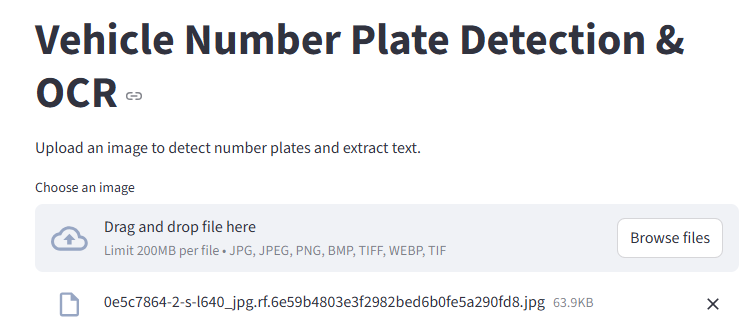 Vehicle Number Plate Detection &
OCR
Upload an image to detect number plates and extract text.
Choose an image
Drag and drop file here
Limit 200MB per file • JPG, JPEG, PNG, BMP, TIFF, WEBP, TIF
Browse files
0e5c7864-2-s-l640_jpg.rf.6e59b4803e3f2982bed6b0fe5a290fd8.jpg 63.9KB